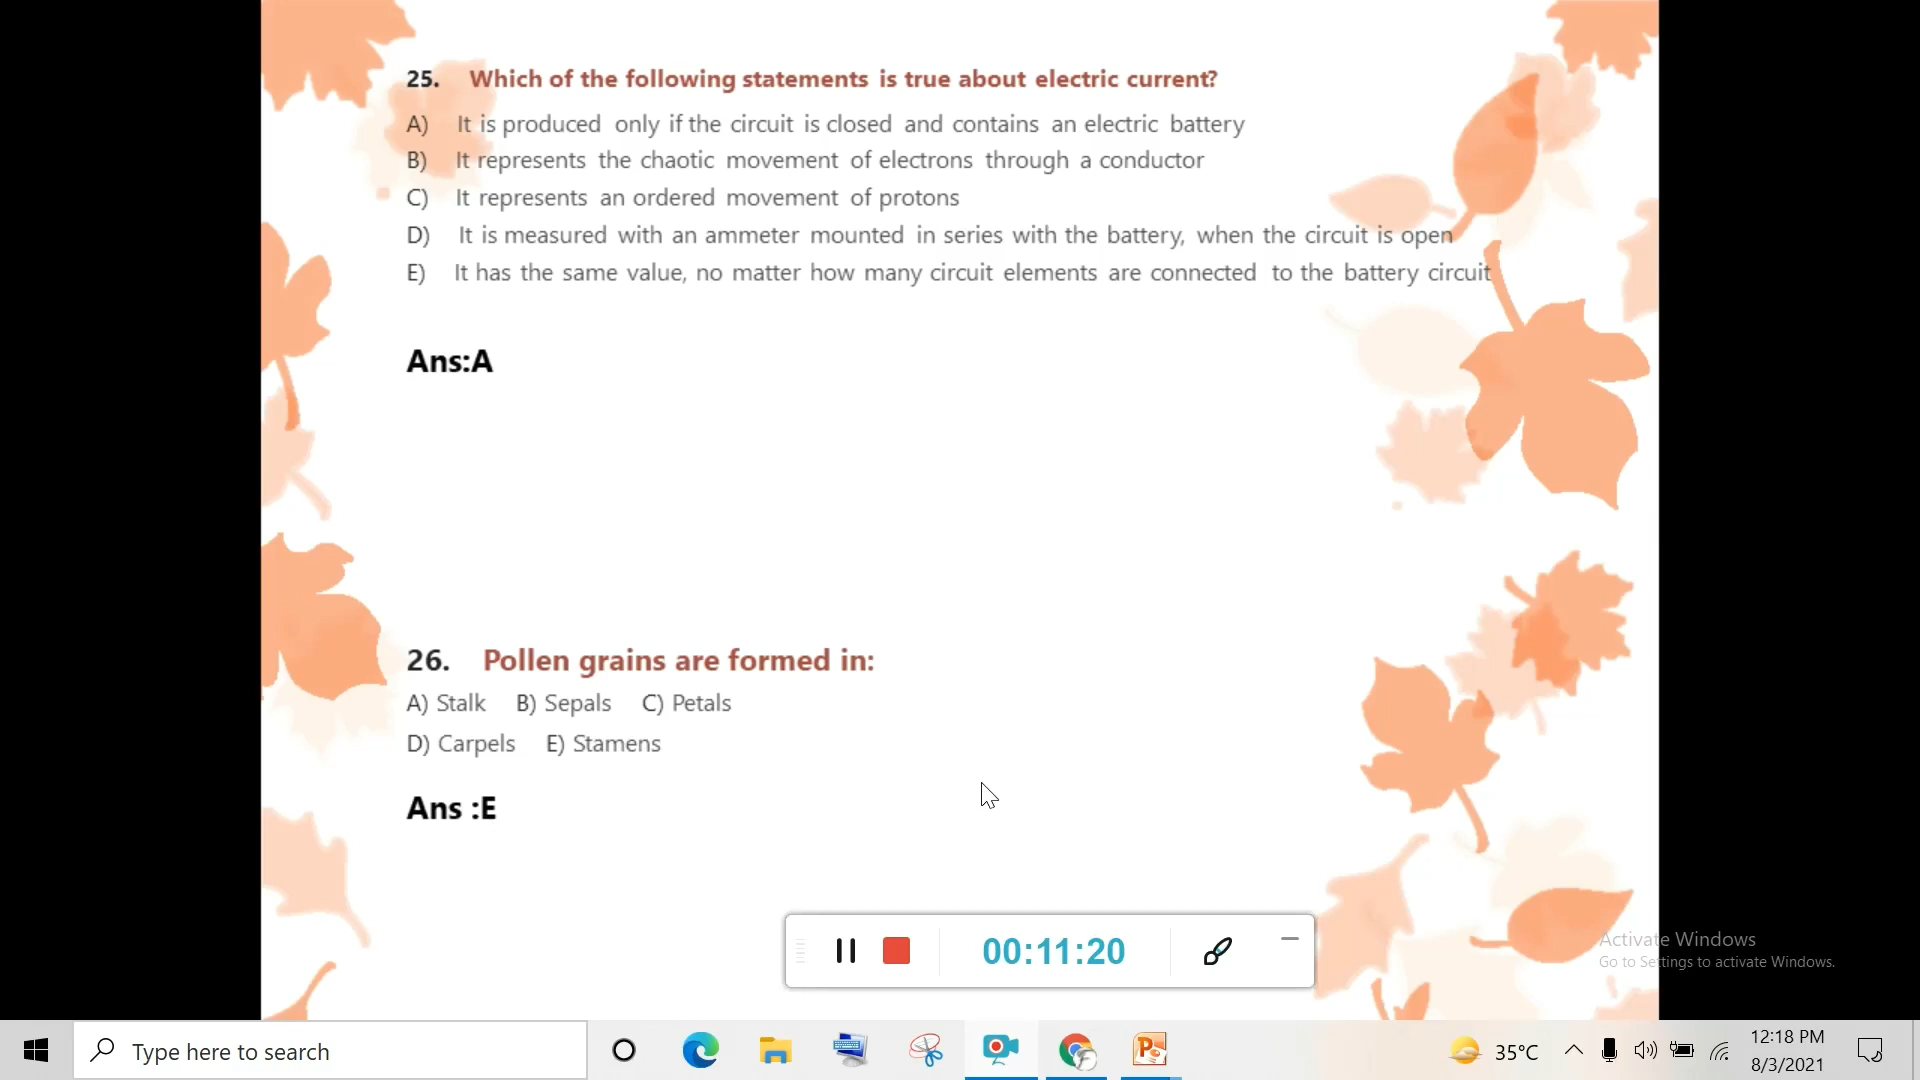 25. Which of the following statements is true about electric current?
A) It is produced only if the circuit is closed and contains an electric battery
B) It represents the chaotic movement of electrons through a conductor
C) It represents an ordered movement of protons
D) It is measured with an ammeter mounted in series with the battery, when the circuit is open
E) It has the same value, no matter how many circuit elements are connected to the battery circuit
Ans:A
26. Pollen grains are formed in:
A) Stalk B) Sepals C) Petals
D) Carpels E) Stamens
Ans :E
00:11:20
Activate Windows
Go to Settings to activate Windows.
Type here to search
35°C
12:18 PM
8/3/2021